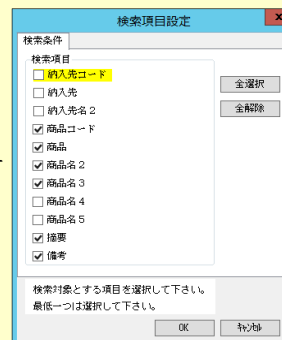 検索項目設定
x
検索条件
検索項目
納入先コード
納入先
納入先名２
商品コード
商品
商品名２
商品名３
商品名４
商品名５
摘要
備考
全選択
全解除
検索対象とする項目を選択して下さい。
最低一つは選択して下さい。
OK
ｷｬﾝｾﾙ